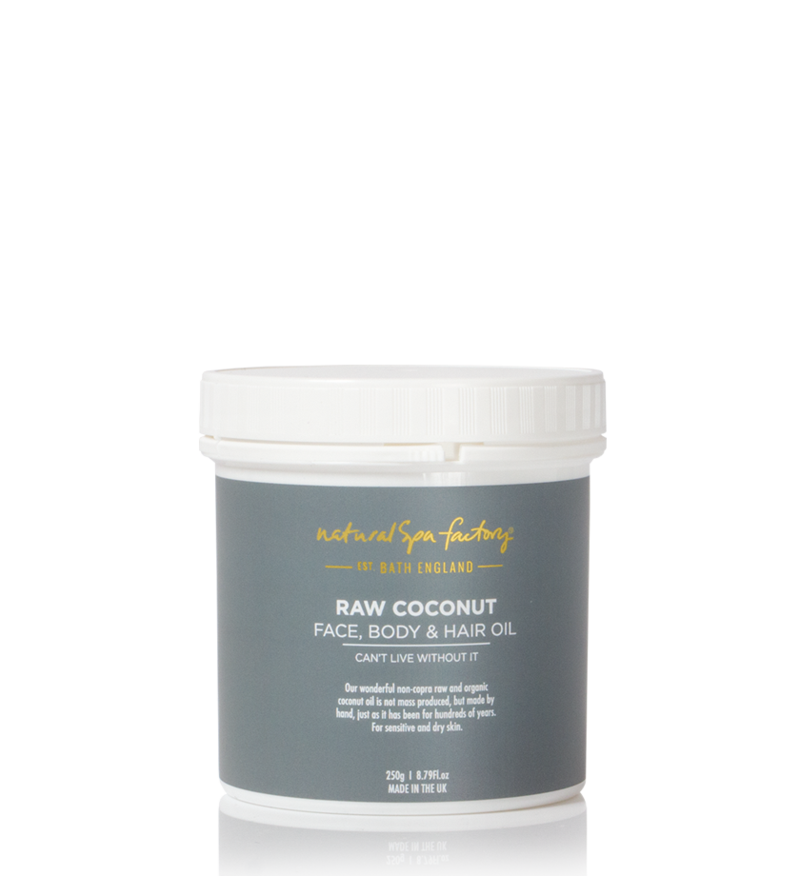 natural Spa factory
EST. BATH ENGLAND
RAW COCONUT
FACE, BODY & HAIR OIL
CAN'T LIVE WITHOUT IT
Our wonderful non-copra raw and organic
coconut oil is not mass produced, but made by
hand, just as it has been for hundreds of years.
For sensitive and dry skin.
250g | 8.79Fl.oz
MADE IN THE UK